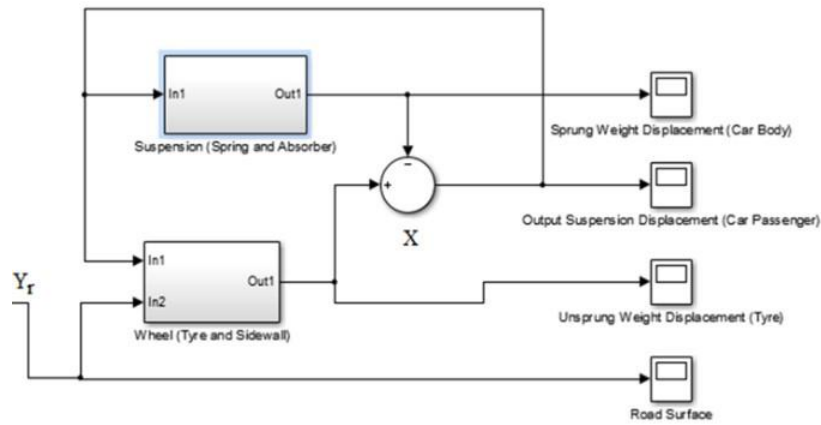 In1 Out1
Suspension (Spring and Absorber)
Sprung Weight Displacement (Car Body)
−
+
X
Output Suspension Displacement (Car Passenger)
Yr
In1
In2
Out1
Wheel (Tyre and Sidewall)
Unsprung Weight Displacement (Tyre)
Road Surface